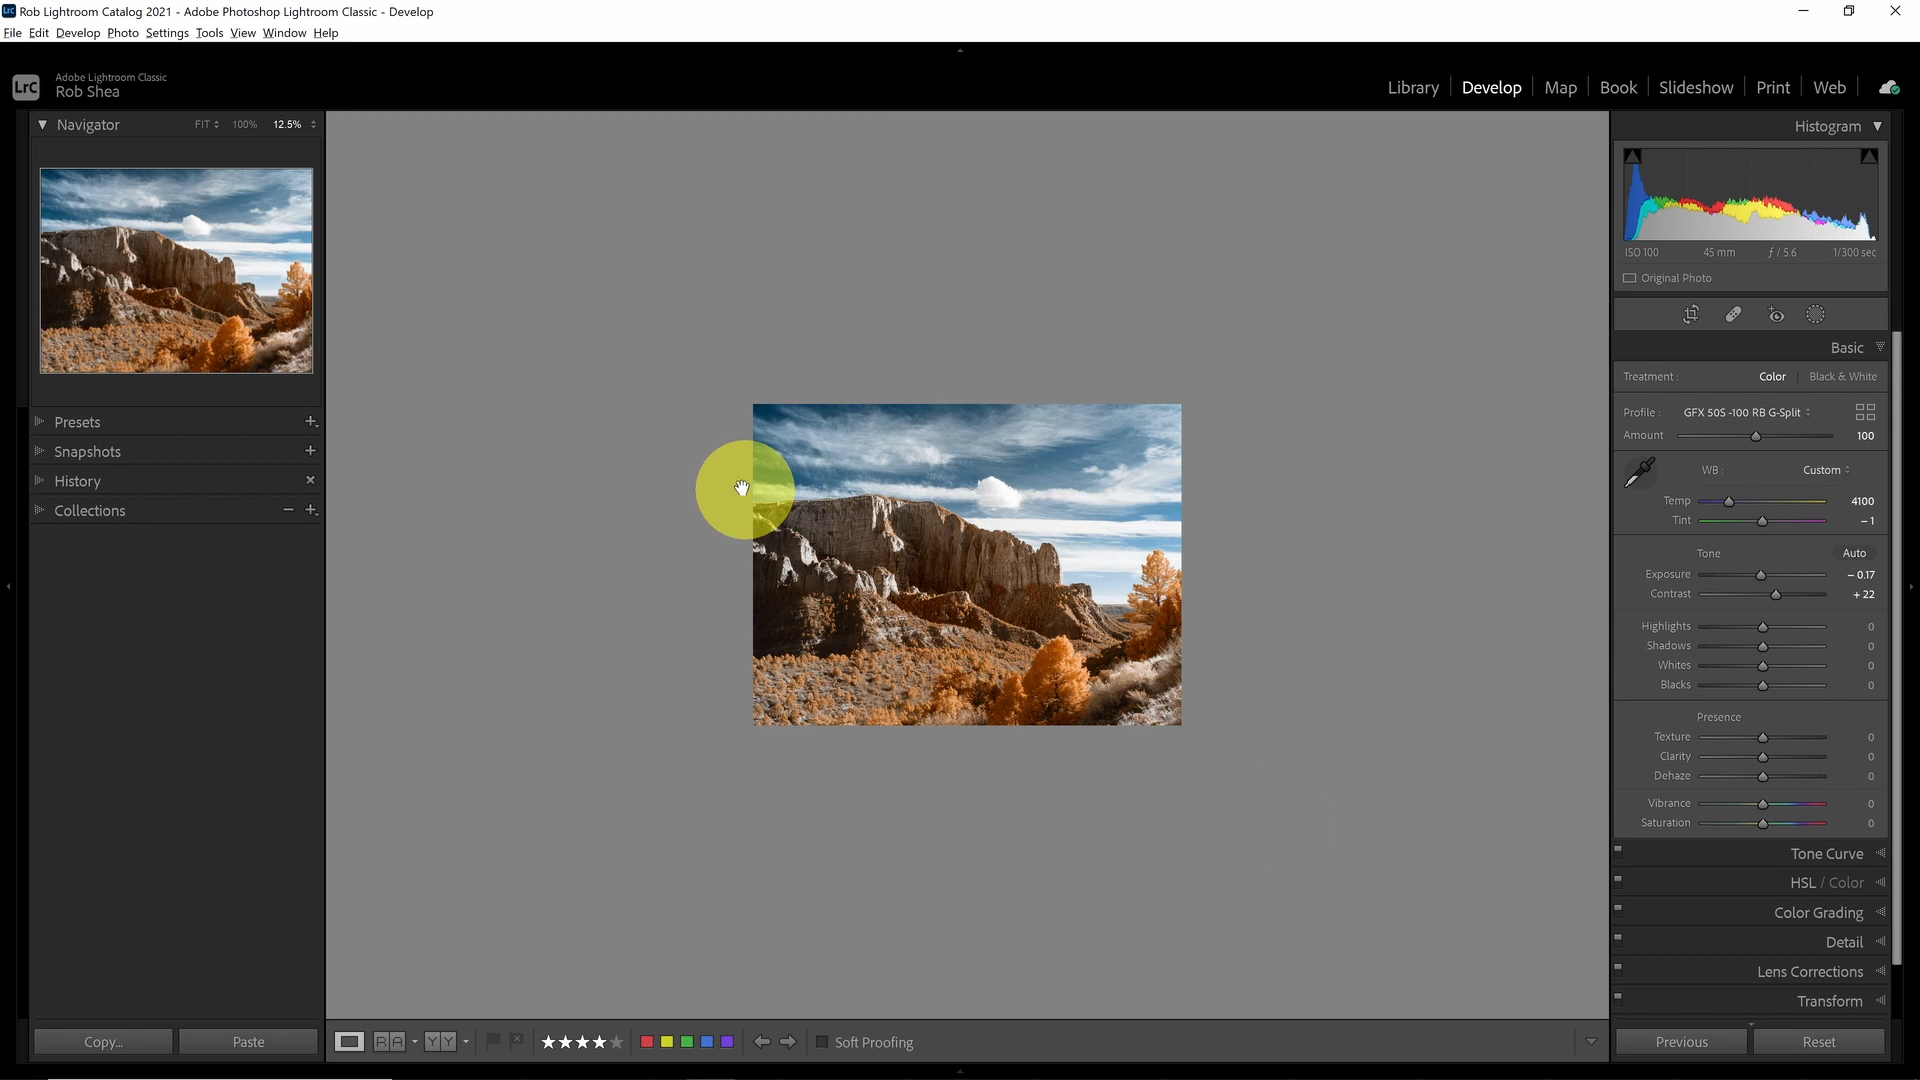 Rob Lightroom Catalog 2021 - Adobe Photoshop Lightroom Classic - Develop
File Edit Develop Photo Settings Tools View Window Help
LrC
Adobe Lightroom Classic
Rob Shea
Library Develop Map Book Slideshow Print Web
Navigator FIT 100% 12.5%
Presets
Snapshots
History
Collections
Copy... Paste
R A Y Y
Soft Proofing
Histogram
ISO 100 45 mm ƒ / 5.6 1/300 sec
Original Photo
Basic
Treatment : Color Black & White
Profile : GFX 50S -100 RB G-Split
Amount 100
WB : Custom
Temp 4100
Tint – 1
Tone Auto
Exposure – 0.17
Contrast + 22
Highlights 0
Shadows 0
Whites 0
Blacks 0
Presence
Texture 0
Clarity 0
Dehaze 0
Vibrance 0
Saturation 0
Tone Curve
HSL / Color
Color Grading
Detail
Lens Corrections
Transform
Previous Reset